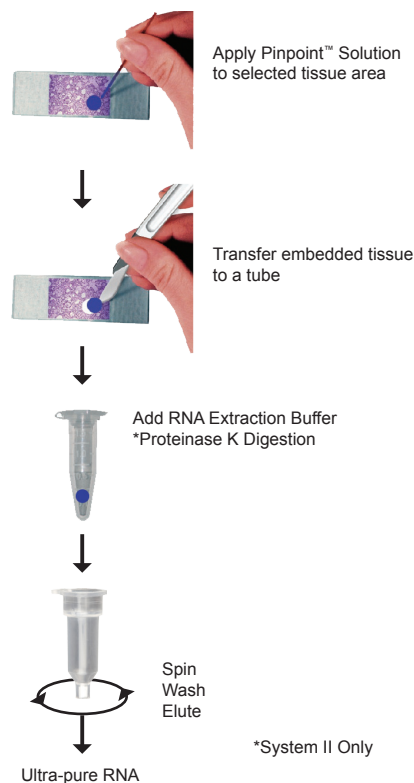 Apply Pinpoint™ Solution
to selected tissue area
Transfer embedded tissue
to a tube
Add RNA Extraction Buffer
*Proteinase K Digestion
Spin
Wash
Elute
*System II Only
Ultra-pure RNA